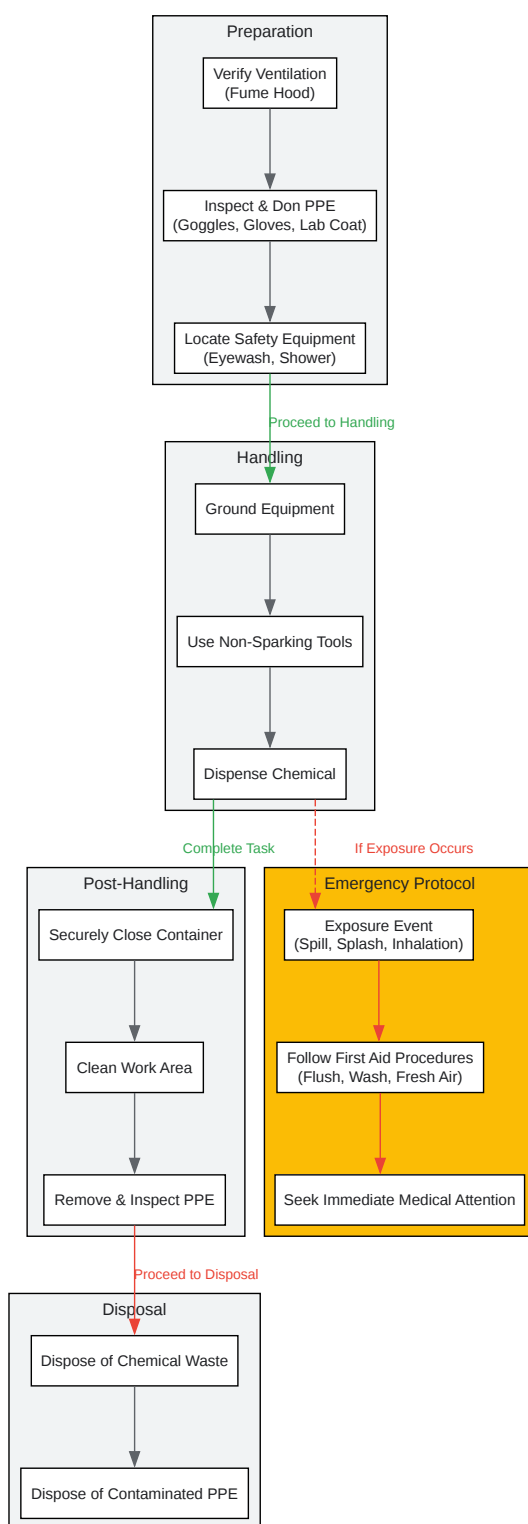 Preparation
Verify Ventilation
(Fume Hood)
Inspect & Don PPE
(Goggles, Gloves, Lab Coat)
Locate Safety Equipment
(Eyewash, Shower)
Proceed to Handling
Handling
Ground Equipment
Use Non-Sparking Tools
Dispense Chemical
Complete Task
If Exposure Occurs
Post-Handling
Securely Close Container
Clean Work Area
Remove & Inspect PPE
Emergency Protocol
Exposure Event
(Spill, Splash, Inhalation)
Follow First Aid Procedures
(Flush, Wash, Fresh Air)
Seek Immediate Medical Attention
Proceed to Disposal
Disposal
Dispose of Chemical Waste
Dispose of Contaminated PPE